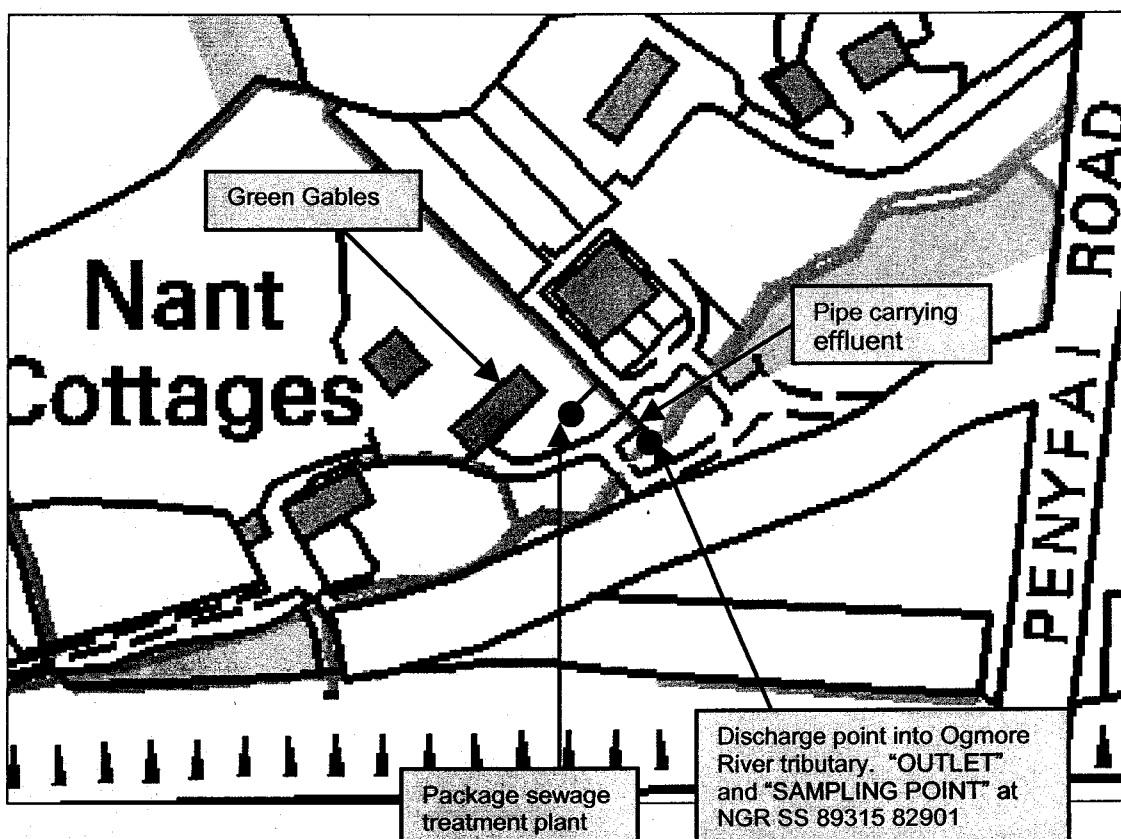 Green Gables
Nant
Cottages
Pipe carrying
effluent
PENYFAI ROAD
Package sewage
treatment plant
Discharge point into Ogmore
River tributary. "OUTLET"
and "SAMPLING POINT" at
NGR SS 89315 82901